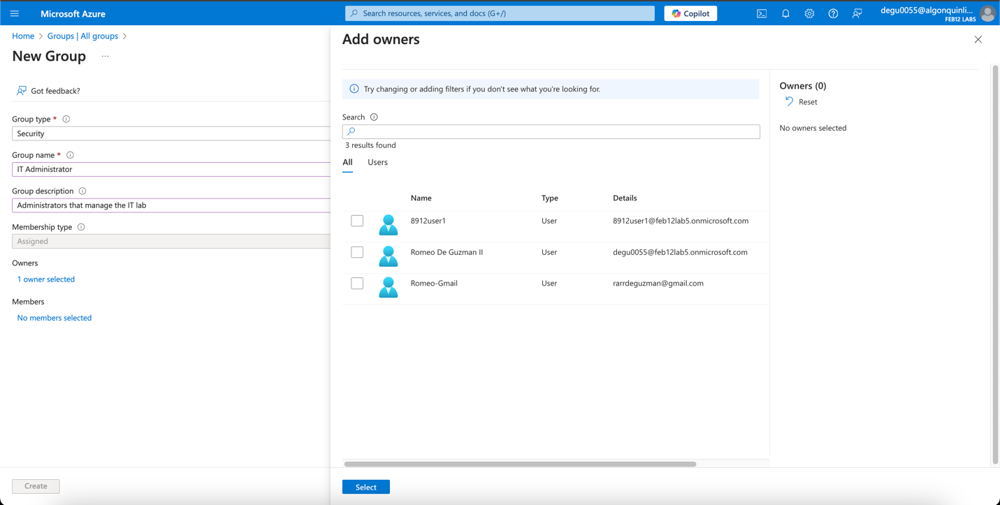 Microsoft Azure
Search resources, services, and docs (G+/)
Copilot
degu0055@algonquinli...
FEB12 LAB5
Home > Groups | All groups >
New Group ...
Got feedback?
Group type *
Security
Group name *
IT Administrator
Group description
Administrators that manage the IT lab
Membership type
Assigned
Owners
1 owner selected
Members
No members selected
Create
Add owners
Try changing or adding filters if you don't see what you're looking for.
Search
3 results found
All Users
Name Type Details
8912user1 User 8912user1@feb12lab5.onmicrosoft.com
Romeo De Guzman II User degu0055@feb12lab5.onmicrosoft.com
Romeo-Gmail User rarrdeguzman@gmail.com
Select
Owners (0)
Reset
No owners selected